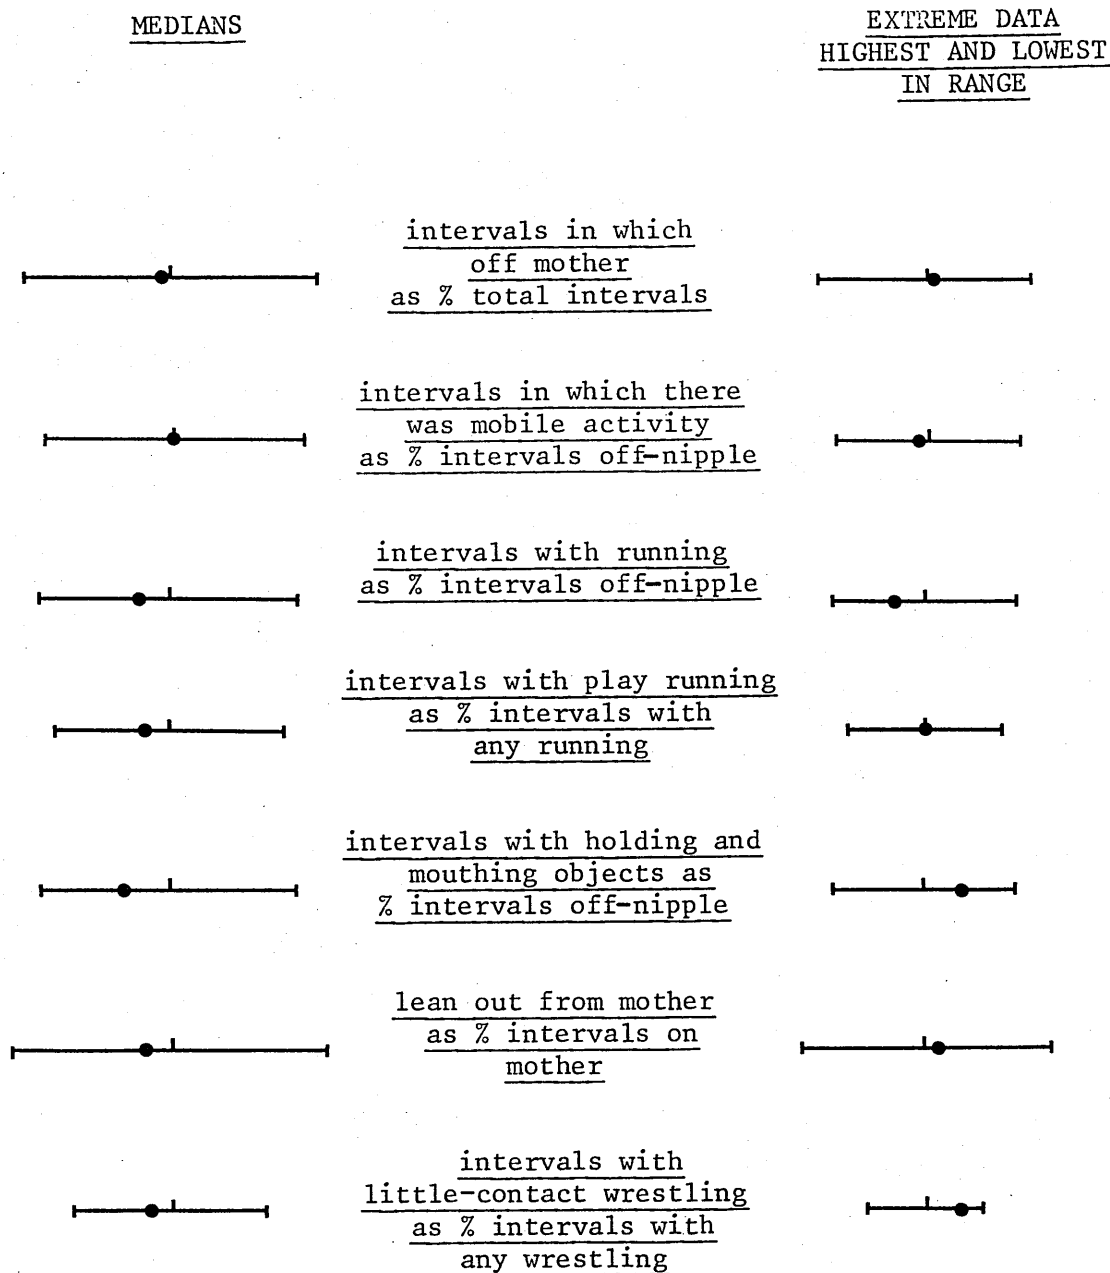 MEDIANS
EXTREME DATA
HIGHEST AND LOWEST
IN RANGE
intervals in which
off mother
as % total intervals
intervals in which there
was mobile activity
as % intervals off-nipple
intervals with running
as % intervals off-nipple
intervals with play running
as % intervals with
any running
intervals with holding and
mouthing objects as
% intervals off-nipple
lean out from mother
as % intervals on
mother
intervals with
little-contact wrestling
as % intervals with
any wrestling